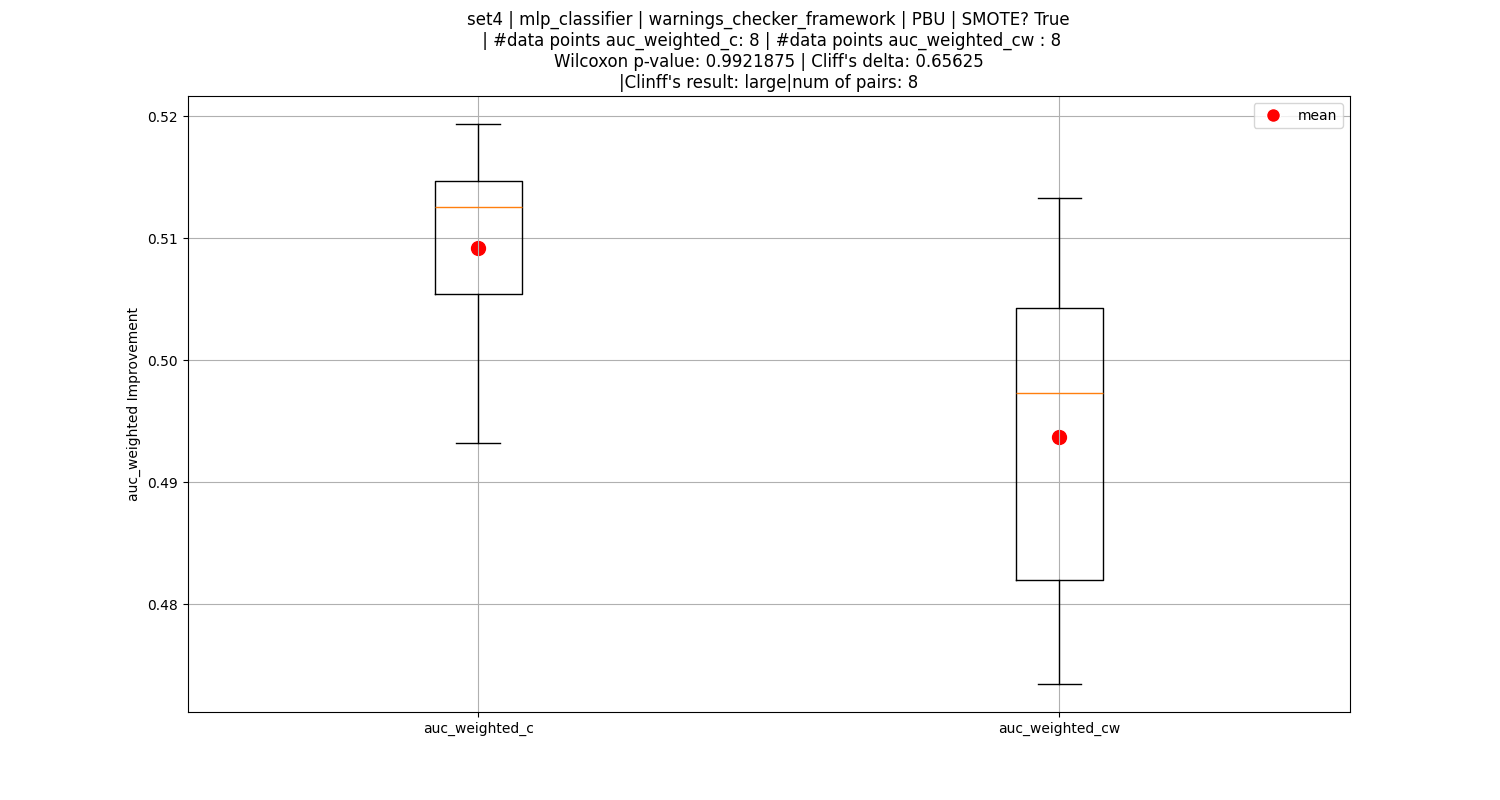 set4 | mlp_classifier | warnings_checker_framework | PBU | SMOTE? True
| #data points auc_weighted_c: 8 | #data points auc_weighted_cw : 8
Wilcoxon p-value: 0.9921875 | Cliff's delta: 0.65625
|Clinff's result: large|num of pairs: 8
mean
0.52
0.51
0.50
0.49
0.48
auc_weighted Improvement
auc_weighted_c
auc_weighted_cw